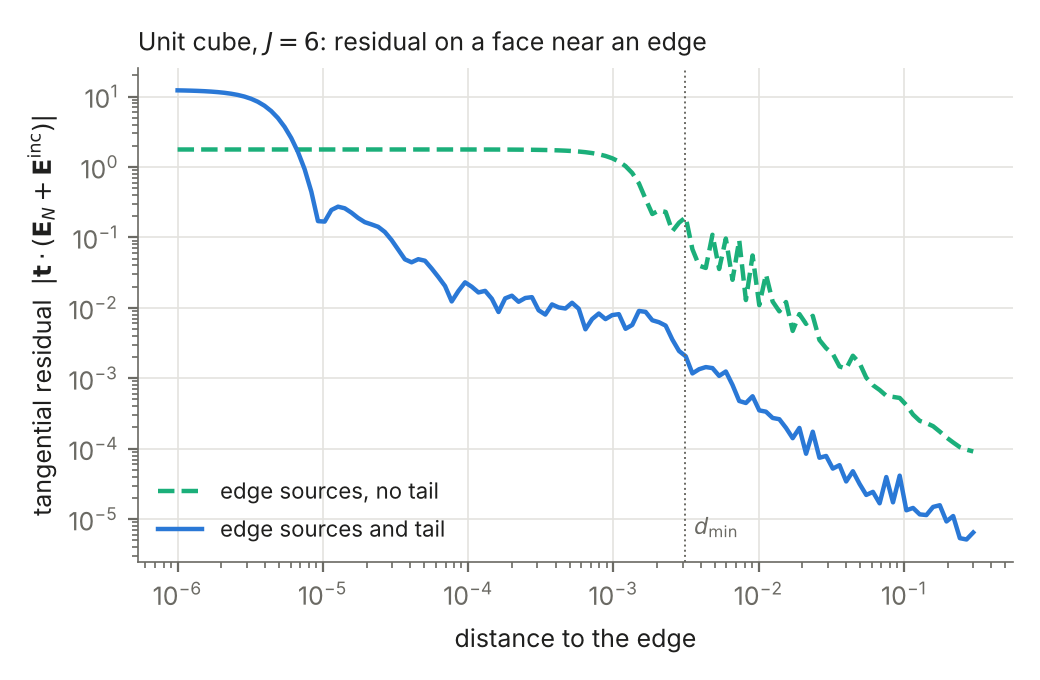 Unit cube, J = 6: residual on a face near an edge
tangential residual |t · (E_N + E^inc)|
10^1
10^0
10^−1
10^−2
10^−3
10^−4
10^−5
edge sources, no tail
edge sources and tail
d_min
10^−6 10^−5 10^−4 10^−3 10^−2 10^−1
distance to the edge